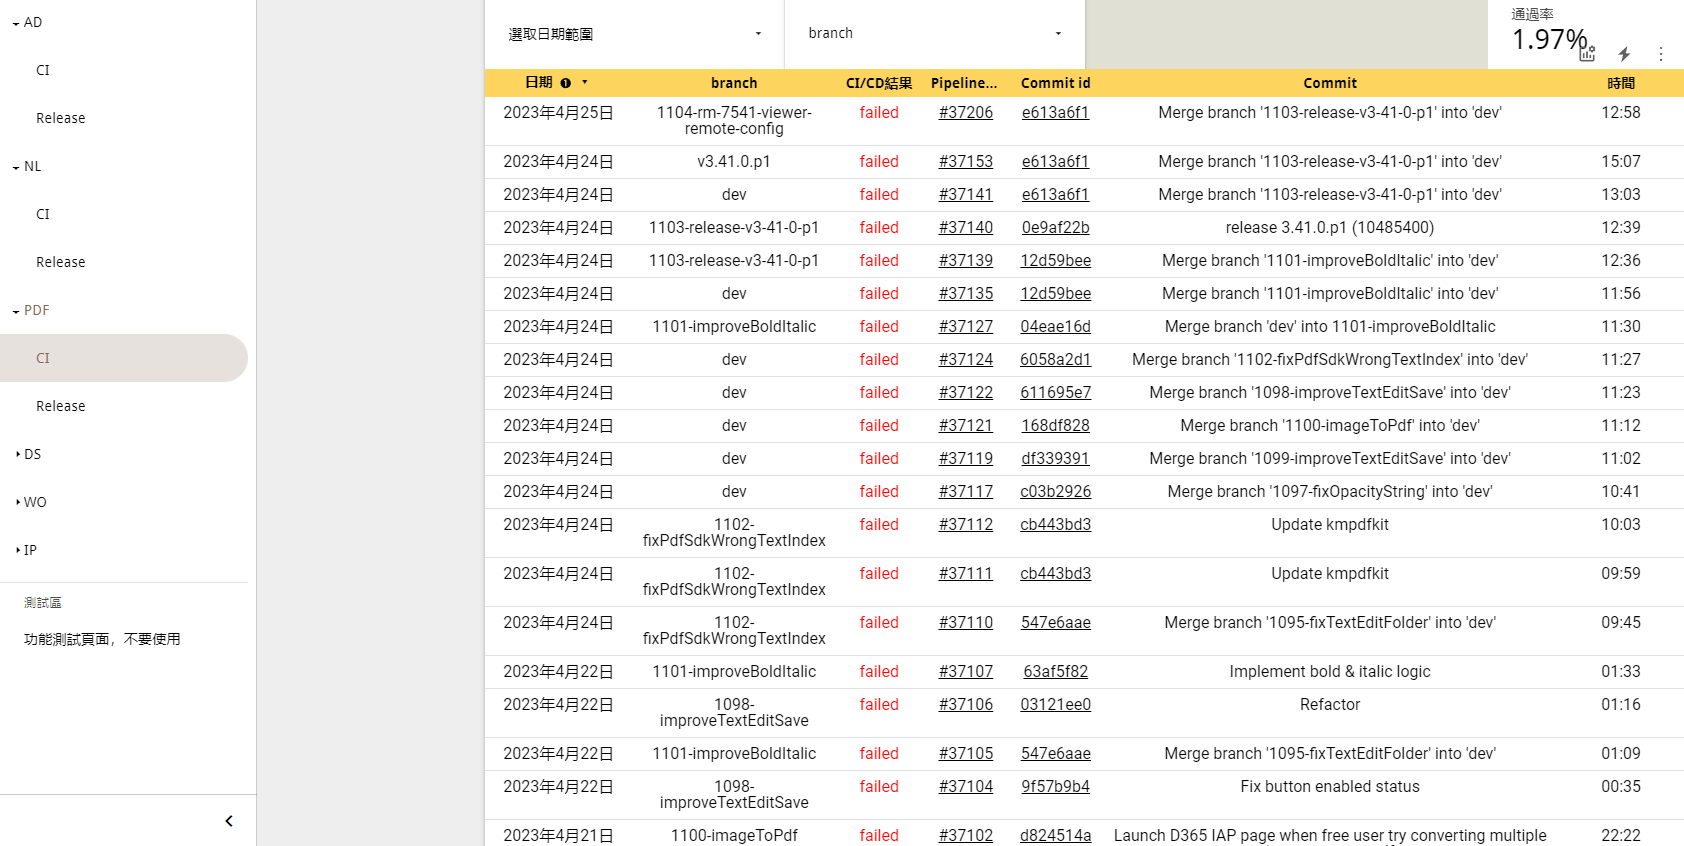 AD
CI
Release
NL
CI
Release
PDF
CI
Release
DS
WO
IP
測試區
功能測試頁面，不要使用
選取日期範圍
branch
通過率
1.97%
日期 1 branch CI/CD結果 Pipeline... Commit id Commit 時間
2023年4月25日 1104-rm-7541-viewer- failed #37206 e613a6f1 Merge branch '1103-release-v3-41-0-p1' into 'dev' 12:58
remote-config
2023年4月24日 v3.41.0.p1 failed #37153 e613a6f1 Merge branch '1103-release-v3-41-0-p1' into 'dev' 15:07
2023年4月24日 dev failed #37141 e613a6f1 Merge branch '1103-release-v3-41-0-p1' into 'dev' 13:03
2023年4月24日 1103-release-v3-41-0-p1 failed #37140 0e9af22b release 3.41.0.p1 (10485400) 12:39
2023年4月24日 1103-release-v3-41-0-p1 failed #37139 12d59bee Merge branch '1101-improveBoldItalic' into 'dev' 12:36
2023年4月24日 dev failed #37135 12d59bee Merge branch '1101-improveBoldItalic' into 'dev' 11:56
2023年4月24日 1101-improveBoldItalic failed #37127 04eae16d Merge branch 'dev' into 1101-improveBoldItalic 11:30
2023年4月24日 dev failed #37124 6058a2d1 Merge branch '1102-fixPdfSdkWrongTextIndex' into 'dev' 11:27
2023年4月24日 dev failed #37122 611695e7 Merge branch '1098-improveTextEditSave' into 'dev' 11:23
2023年4月24日 dev failed #37121 168df828 Merge branch '1100-imageToPdf' into 'dev' 11:12
2023年4月24日 dev failed #37119 df339391 Merge branch '1099-improveTextEditSave' into 'dev' 11:02
2023年4月24日 dev failed #37117 c03b2926 Merge branch '1097-fixOpacityString' into 'dev' 10:41
2023年4月24日 1102- failed #37112 cb443bd3 Update kmpdfkit 10:03
fixPdfSdkWrongTextIndex
2023年4月24日 1102- failed #37111 cb443bd3 Update kmpdfkit 09:59
fixPdfSdkWrongTextIndex
2023年4月24日 1102- failed #37110 547e6aae Merge branch '1095-fixTextEditFolder' into 'dev' 09:45
fixPdfSdkWrongTextIndex
2023年4月22日 1101-improveBoldItalic failed #37107 63af5f82 Implement bold & italic logic 01:33
2023年4月22日 1098- failed #37106 03121ee0 Refactor 01:16
improveTextEditSave
2023年4月22日 1101-improveBoldItalic failed #37105 547e6aae Merge branch '1095-fixTextEditFolder' into 'dev' 01:09
2023年4月22日 1098- failed #37104 9f57b9b4 Fix button enabled status 00:35
improveTextEditSave
2023年4月21日 1100-imageToPdf failed #37102 d824514a Launch D365 IAP page when free user try converting multiple 22:22